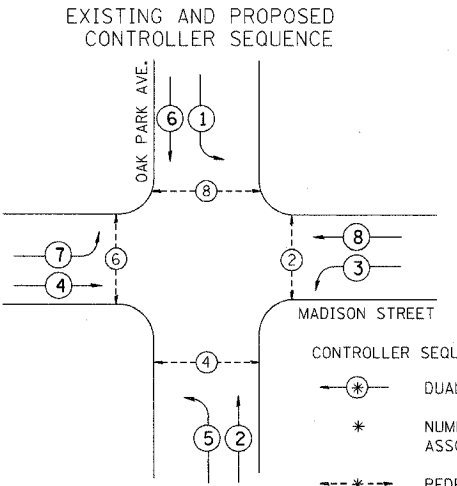 EXISTING AND PROPOSED
CONTROLLER SEQUENCE
OAK PARK AVE.
6 1
8
7
4
6
2
8
3
MADISON STREET
4
5 2
CONTROLLER
*
* 
*